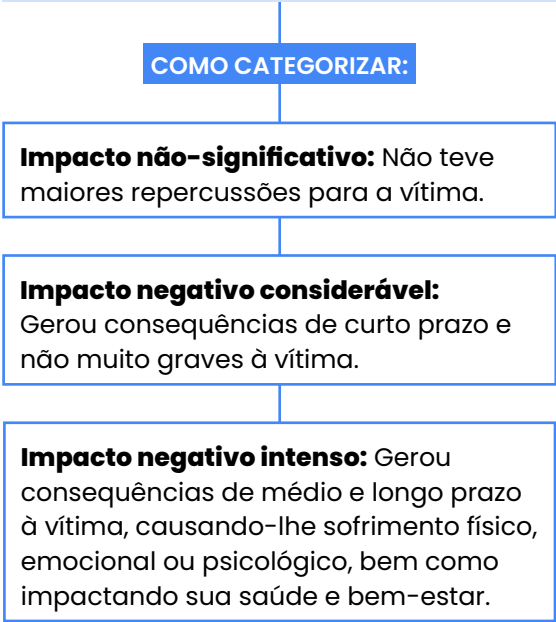 COMO CATEGORIZAR:
Impacto não-significativo: Não teve
maiores repercussões para a vítima.
Impacto negativo considerável:
Gerou consequências de curto prazo e
não muito graves à vítima.
Impacto negativo intenso: Gerou
consequências de médio e longo prazo
à vítima, causando-lhe sofrimento físico,
emocional ou psicológico, bem como
impactando sua saúde e bem-estar.